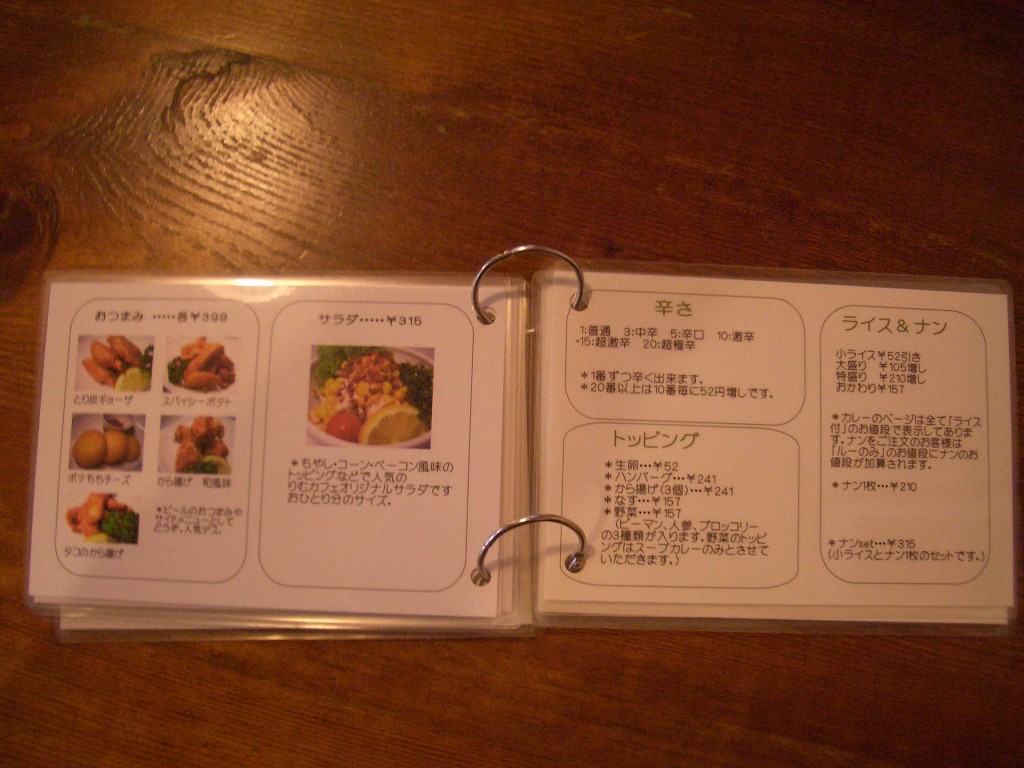 おつまみ ‥‥‥各¥399
とり皮ギョーザ
スパイシーポテト
ポテもちチーズ
から揚げ 和風味
タコのから揚げ
*ビールのおつまみや
サイドメニューとして
どうぞ。人気デス。
サラダ‥‥‥¥315
*もやし・コーン・ベーコン風味の
トッピングなどで人気の
りむカフェオリジナルサラダです
おひとり分のサイズ。
辛さ
1:普通 3:中辛 5:辛口 10:激辛
15:超激辛 20:超極辛
*1番ずつ辛く出来ます。
*20番以上は10番毎に52円増しです。
トッピング
*生卵・・・¥52
*ハンバーグ・・・¥241
*から揚げ(3個)・・・¥241
*なす・・・¥157
*野菜・・・¥157
(ピーマン、人参、ブロッコリー
の3種類が入ります。野菜のトッピ
ングはスープカレーのみとさせて
いただきます。)
ライス&ナン
小ライス¥52引き
大盛り ¥105増し
特盛り ¥210増し
おかわり¥157
*カレーのページは全て「ライス
付」のお値段で表示してありま
す。ナンをご注文のお客様は
「ルーのみ」のお値段にナンのお
値段が加算されます。
*ナン1枚・・・¥210
*ナンset・・・¥315
(小ライスとナン1枚のセットです。)